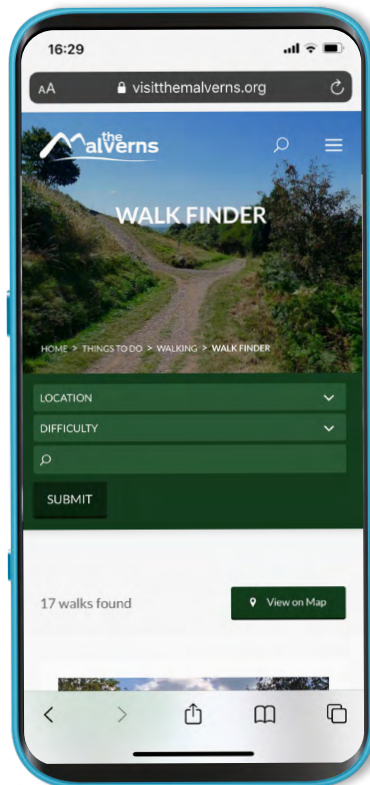 16:29
AA visitthemalverns.org
the
Malverns
WALK FINDER
HOME > THINGS TO DO > WALKING > WALK FINDER
LOCATION
DIFFICULTY
SUBMIT
17 walks found
View on Map